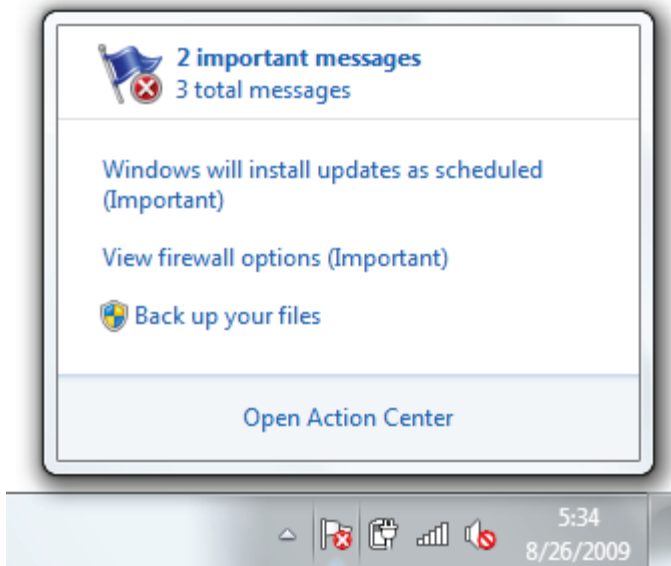 2 important messages
3 total messages
Windows will install updates as scheduled
(Important)
View firewall options (Important)
Back up your files
Open Action Center
5:34
8/26/2009